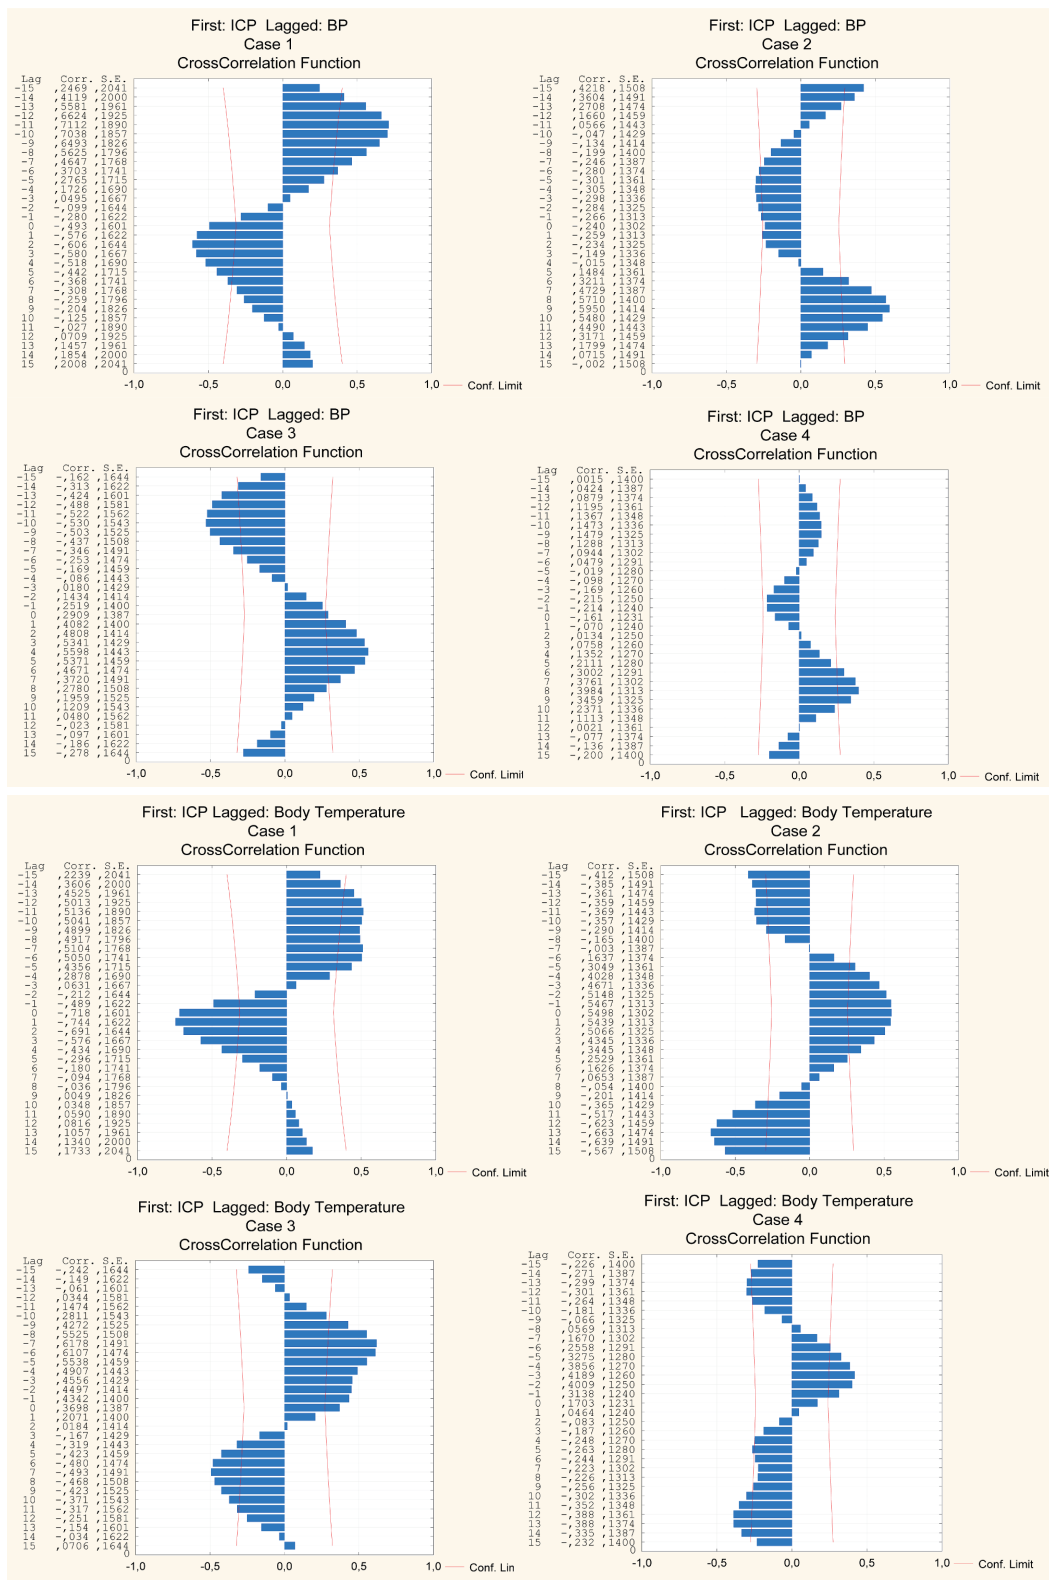 First: ICP Lagged: BP
Case 1
CrossCorrelation Function
Lag Corr. S.E.
-15 ,2469 ,2041
-14 ,4119 ,2000
-13 ,5581 ,1961
-12 ,6624 ,1925
-11 ,7112 ,1890
-10 ,7038 ,1857
-9 ,6493 ,1826
-8 ,5625 ,1796
-7 ,4647 ,1768
-6 ,3703 ,1741
-5 ,2765 ,1715
-4 ,1726 ,1690
-3 ,0495 ,1667
-2 -,099 ,1644
-1 -,280 ,1622
0 -,493 ,1601
1 -,576 ,1622
2 -,606 ,1644
3 -,580 ,1667
4 -,518 ,1690
5 -,442 ,1715
6 -,368 ,1741
7 -,308 ,1768
8 -,259 ,1796
9 -,204 ,1826
10 -,125 ,1857
11 -,027 ,1890
12 ,0709 ,1925
13 ,1457 ,1961
14 ,1854 ,2000
15 ,2008 ,2041
0
-1,0 -0,5 0,0 0,5 1,0
Conf. Limit
First: ICP Lagged: BP
Case 2
CrossCorrelation Function
Lag Corr. S.E.
-15 ,4218 ,1508
-14 ,3604 ,1491
-13 ,2708 ,1474
-12 ,1660 ,1459
-11 ,0566 ,1443
-10 -,047 ,1429
-9 -,134 ,1414
-8 -,199 ,1400
-7 -,246 ,1387
-6 -,280 ,1374
-5 -,301 ,1361
-4 -,305 ,1348
-3 -,298 ,1336
-2 -,284 ,1325
-1 -,266 ,1313
0 -,240 ,1302
1 -,259 ,1313
2 -,234 ,1325
3 -,149 ,1336
4 -,015 ,1348
5 ,1484 ,1361
6 ,3211 ,1374
7 ,4729 ,1387
8 ,5710 ,1400
9 ,5950 ,1414
10 ,5480 ,1429
11 ,4490 ,1443
12 ,3171 ,1459
13 ,1799 ,1474
14 ,0715 ,1491
15 -,002 ,1508
0
-1,0 -0,5 0,0 0,5 1,0
Conf. Limit
First: ICP Lagged: BP
Case 3
CrossCorrelation Function
Lag Corr. S.E.
-15 -,162 ,1644
-14 -,313 ,1622
-13 -,424 ,1601
-12 -,488 ,1581
-11 -,522 ,1562
-10 -,530 ,1543
-9 -,503 ,1525
-8 -,437 ,1508
-7 -,346 ,1491
-6 -,253 ,1474
-5 -,169 ,1459
-4 -,086 ,1443
-3 ,0180 ,1429
-2 ,1434 ,1414
-1 ,2519 ,1400
0 ,2909 ,1387
1 ,4082 ,1400
2 ,4808 ,1414
3 ,5341 ,1429
4 ,5598 ,1443
5 ,5371 ,1459
6 ,4671 ,1474
7 ,3720 ,1491
8 ,2780 ,1508
9 ,1959 ,1525
10 ,1209 ,1543
11 ,0480 ,1562
12 -,023 ,1581
13 -,097 ,1601
14 -,186 ,1622
15 -,278 ,1644
0
-1,0 -0,5 0,0 0,5 1,0
Conf. Limit
First: ICP Lagged: BP
Case 4
CrossCorrelation Function
Lag Corr. S.E.
-15 ,0015 ,1400
-14 ,0424 ,1387
-13 ,0879 ,1374
-12 ,1195 ,1361
-11 ,1367 ,1348
-10 ,1473 ,1336
-9 ,1479 ,1325
-8 ,1288 ,1313
-7 ,0944 ,1302
-6 ,0479 ,1291
-5 -,019 ,1280
-4 -,098 ,1270
-3 -,169 ,1260
-2 -,215 ,1250
-1 -,214 ,1240
0 -,161 ,1231
1 -,070 ,1240
2 ,0134 ,1250
3 ,0758 ,1260
4 ,1352 ,1270
5 ,2111 ,1280
6 ,3002 ,1291
7 ,3761 ,1302
8 ,3984 ,1313
9 ,3459 ,1325
10 ,2371 ,1336
11 ,1113 ,1348
12 ,0021 ,1361
13 -,077 ,1374
14 -,136 ,1387
15 -,200 ,1400
0
-1,0 -0,5 0,0 0,5 1,0
Conf. Limit
First: ICP Lagged: Body Temperature
Case 1
CrossCorrelation Function
Lag Corr. S.E.
-15 ,2239 ,2041
-14 ,3606 ,2000
-13 ,4525 ,1961
-12 ,5013 ,1925
-11 ,5136 ,1890
-10 ,5041 ,1857
-9 ,4899 ,1826
-8 ,4917 ,1796
-7 ,5104 ,1768
-6 ,5050 ,1741
-5 ,4356 ,1715
-4 ,2878 ,1690
-3 ,0631 ,1667
-2 -,212 ,1644
-1 -,489 ,1622
0 -,718 ,1601
1 -,744 ,1622
2 -,691 ,1644
3 -,576 ,1667
4 -,434 ,1690
5 -,296 ,1715
6 -,180 ,1741
7 -,094 ,1768
8 -,036 ,1796
9 ,0049 ,1826
10 ,0348 ,1857
11 ,0590 ,1890
12 ,0816 ,1925
13 ,1057 ,1961
14 ,1340 ,2000
15 ,1733 ,2041
0
-1,0 -0,5 0,0 0,5 1,0
Conf. Limit
First: ICP Lagged: Body Temperature
Case 2
CrossCorrelation Function
Lag Corr. S.E.
-15 -,412 ,1508
-14 -,385 ,1491
-13 -,361 ,1474
-12 -,359 ,1459
-11 -,369 ,1443
-10 -,357 ,1429
-9 -,290 ,1414
-8 -,165 ,1400
-7 -,003 ,1387
-6 ,1637 ,1374
-5 ,3049 ,1361
-4 ,4028 ,1348
-3 ,4671 ,1336
-2 ,5148 ,1325
-1 ,5467 ,1313
0 ,5498 ,1302
1 ,5439 ,1313
2 ,5066 ,1325
3 ,4345 ,1336
4 ,3445 ,1348
5 ,2529 ,1361
6 ,1626 ,1374
7 ,0653 ,1387
8 -,054 ,1400
9 -,201 ,1414
10 -,365 ,1429
11 -,517 ,1443
12 -,623 ,1459
13 -,663 ,1474
14 -,639 ,1491
15 -,567 ,1508
0
-1,0 -0,5 0,0 0,5 1,0
Conf. Limit
First: ICP Lagged: Body Temperature
Case 3
CrossCorrelation Function
Lag Corr. S.E.
-15 -,242 ,1644
-14 -,149 ,1622
-13 -,061 ,1601
-12 ,0344 ,1581
-11 ,1474 ,1562
-10 ,2811 ,1543
-9 ,4272 ,1525
-8 ,5525 ,1508
-7 ,6178 ,1491
-6 ,6107 ,1474
-5 ,5538 ,1459
-4 ,4907 ,1443
-3 ,4556 ,1429
-2 ,4497 ,1414
-1 ,4342 ,1400
0 ,3698 ,1387
1 ,2071 ,1400
2 ,0184 ,1414
3 -,167 ,1429
4 -,319 ,1443
5 -,423 ,1459
6 -,480 ,1474
7 -,493 ,1491
8 -,468 ,1508
9 -,423 ,1525
10 -,371 ,1543
11 -,317 ,1562
12 -,251 ,1581
13 -,154 ,1601
14 -,034 ,1622
15 ,0706 ,1644
0
-1,0 -0,5 0,0 0,5 1,0
Conf. Lin
First: ICP Lagged: Body Temperature
Case 4
CrossCorrelation Function
Lag Corr. S.E.
-15 -,226 ,1400
-14 -,271 ,1387
-13 -,299 ,1374
-12 -,301 ,1361
-11 -,264 ,1348
-10 -,181 ,1336
-9 -,066 ,1325
-8 ,0569 ,1313
-7 ,1670 ,1302
-6 ,2558 ,1291
-5 ,3275 ,1280
-4 ,3856 ,1270
-3 ,4189 ,1260
-2 ,4009 ,1250
-1 ,3138 ,1240
0 ,1703 ,1231
1 ,0464 ,1240
2 -,083 ,1250
3 -,187 ,1260
4 -,248 ,1270
5 -,263 ,1280
6 -,244 ,1291
7 -,223 ,1302
8 -,226 ,1313
9 -,256 ,1325
10 -,302 ,1336
11 -,352 ,1348
12 -,388 ,1361
13 -,388 ,1374
14 -,335 ,1387
15 -,232 ,1400
0
-1,0 -0,5 0,0 0,5 1,0
Conf. Limit